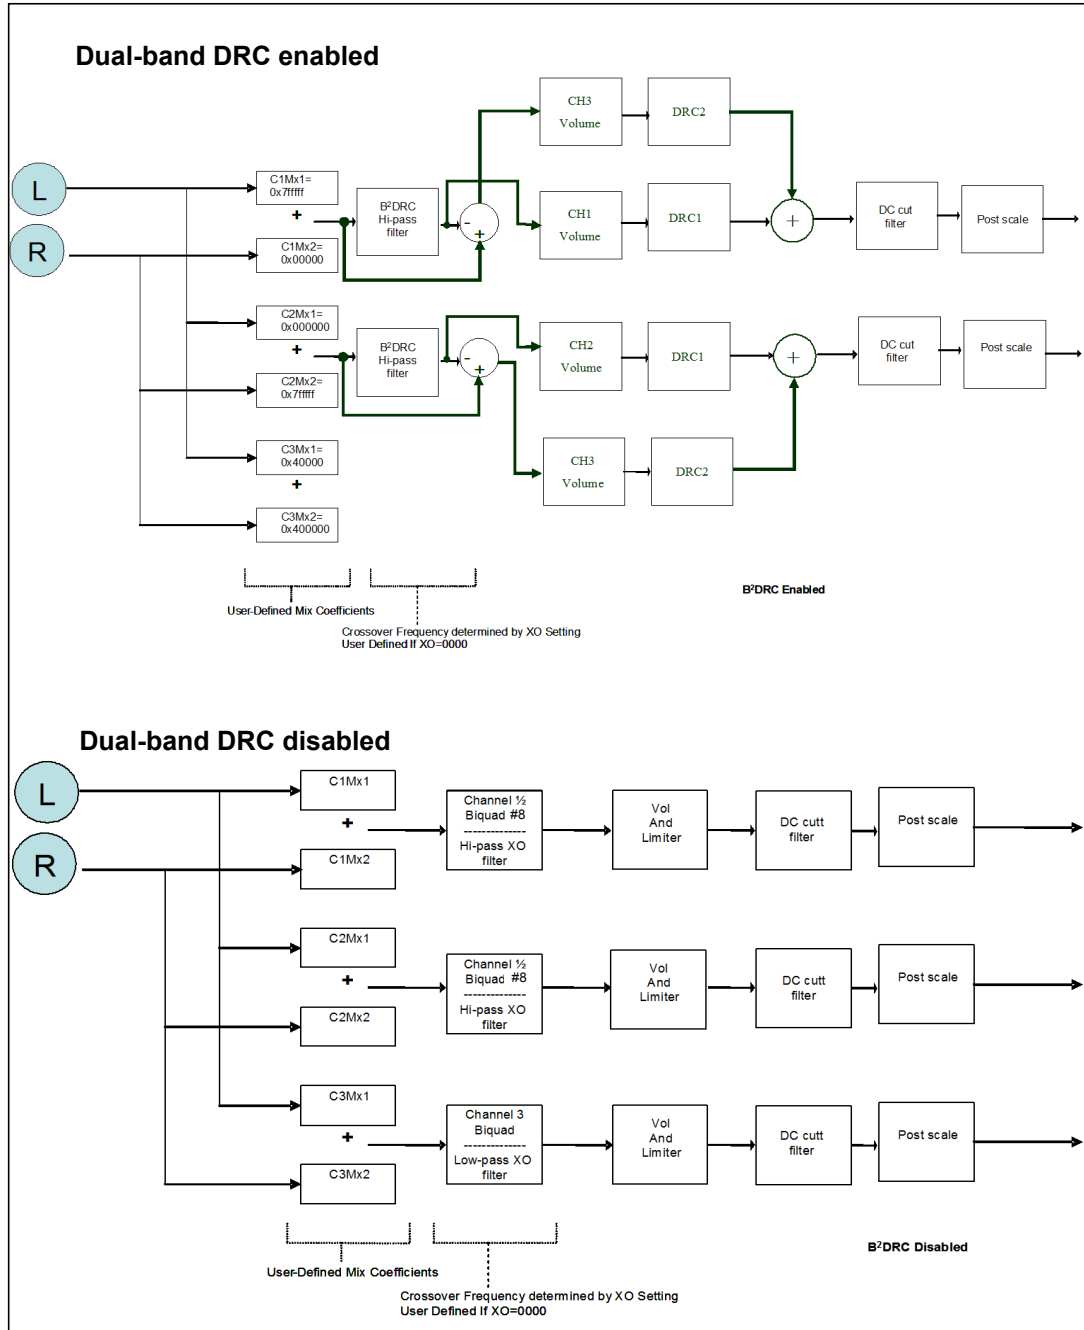 Dual-band DRC enabled
L
R
C1Mx1=
0x7fffff
+
C1Mx2=
0x00000
B²DRC
Hi-pass
filter
-
+
CH3
Volume
DRC2
CH1
Volume
DRC1
+
DC cut
filter
Post scale
C2Mx1=
0x000000
+
C2Mx2=
0x7fffff
B²DRC
Hi-pass
filter
-
+
CH2
Volume
DRC1
+
DC cut
filter
Post scale
CH3
Volume
DRC2
C3Mx1=
0x40000
+
C3Mx2=
0x400000
User-Defined Mix Coefficients
Crossover Frequency determined by XO Setting
User Defined If XO=0000
B²DRC Enabled
Dual-band DRC disabled
L
R
C1Mx1
+
C1Mx2
Channel ½
Biquad #8
---------------
Hi-pass XO
filter
Vol
And
Limiter
DC cutt
filter
Post scale
C2Mx1
+
C2Mx2
Channel ½
Biquad #8
---------------
Hi-pass XO
filter
Vol
And
Limiter
DC cutt
filter
Post scale
C3Mx1
+
C3Mx2
Channel 3
Biquad
---------------
Low-pass XO
filter
Vol
And
Limiter
DC cutt
filter
Post scale
User-Defined Mix Coefficients
Crossover Frequency determined by XO Setting
User Defined If XO=0000
B²DRC Disabled